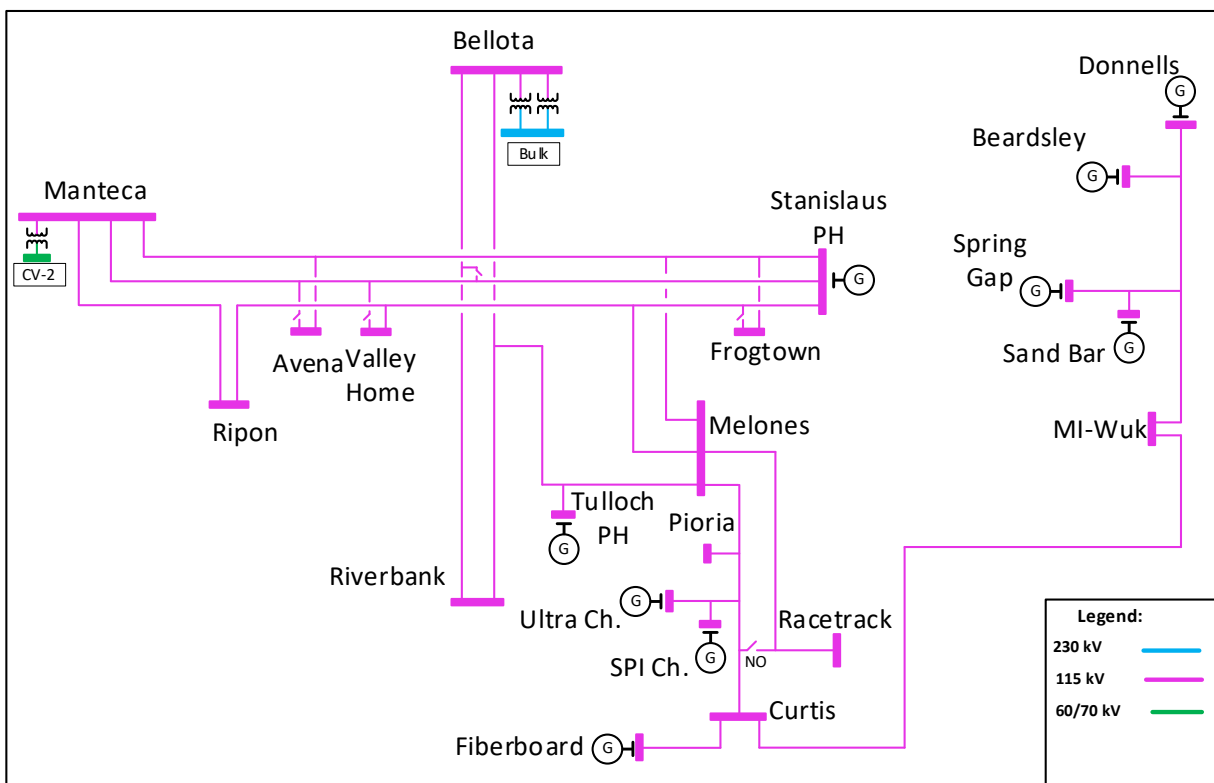 Bellota
Bulk
Donnells
G
Beardsley
G
Manteca
CV-2
Stanislaus
PH
G
Spring
Gap
G
Sand Bar
G
Avena
Valley
Home
Frogtown
Ripon
Melones
MI-Wuk
Tulloch
PH
G
Pioria
Riverbank
Ultra Ch.
G
SPI Ch.
G
NO
Racetrack
Curtis
Fiberboard
G
Legend:
230 kV
115 kV
60/70 kV